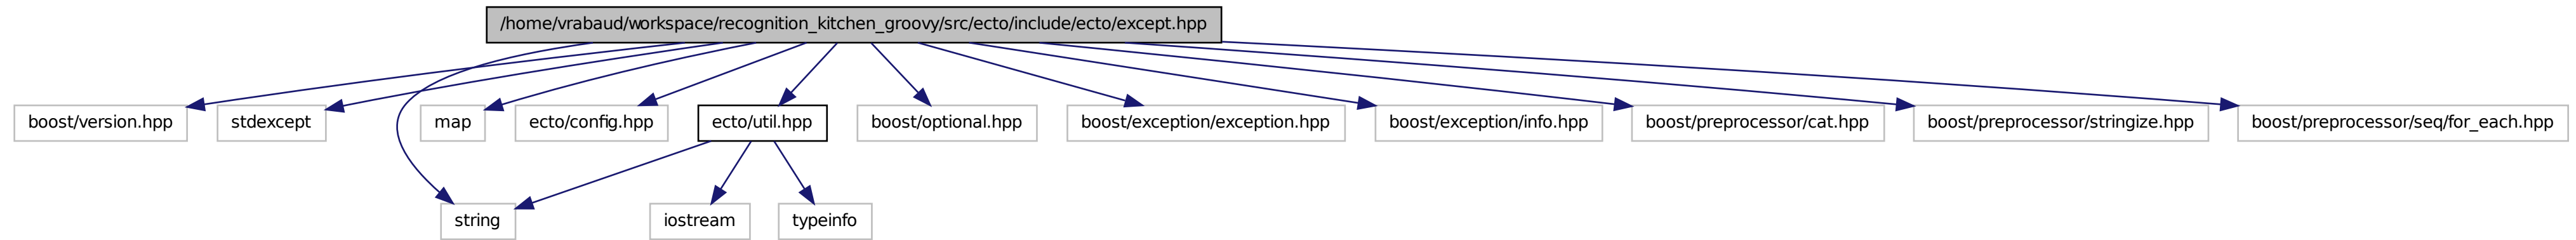 /home/vrabaud/workspace/recognition_kitchen_groovy/src/ecto/include/ecto/except.hpp
boost/version.hpp
stdexcept
map
ecto/config.hpp
ecto/util.hpp
boost/optional.hpp
boost/exception/exception.hpp
boost/exception/info.hpp
boost/preprocessor/cat.hpp
boost/preprocessor/stringize.hpp
boost/preprocessor/seq/for_each.hpp
string
iostream
typeinfo